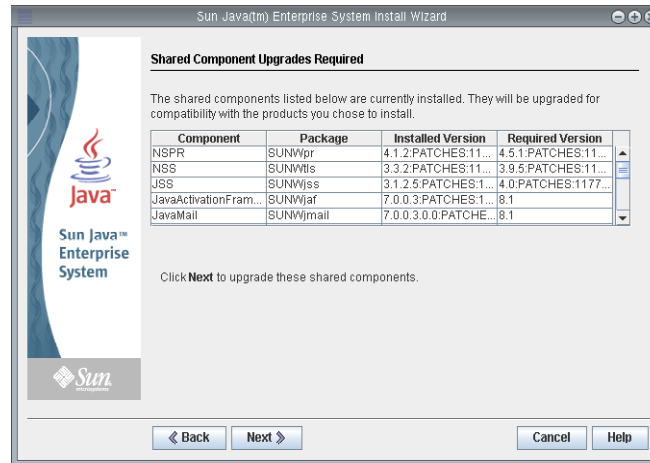 Sun Java(tm) Enterprise System Install Wizard
Shared Component Upgrades Required
The shared components listed below are currently installed. They will be upgraded for
compatibility with the products you chose to
install.
Component Package Installed Version Required Version
NSPR SUNWpr 4.1.2:PATCHES:11... 4.5.1:PATCHES:11...
NSS SUNWtls 3.3.2:PATCHES:11... 3.9.5:PATCHES:11...
JSS SUNWjss 3.1.2.5:PATCHES:1... 4.0:PATCHES:1177...
JavaActivationFram... SUNWjaf 7.0.0.3:PATCHES:1... 8.1
JavaMail SUNWjmail 7.0.0.3.0.0:PATCHE... 8.1
Java™
Sun Java™
Enterprise
System
Click Next to upgrade these shared components.
Sun
microsystems
Back Next Cancel Help